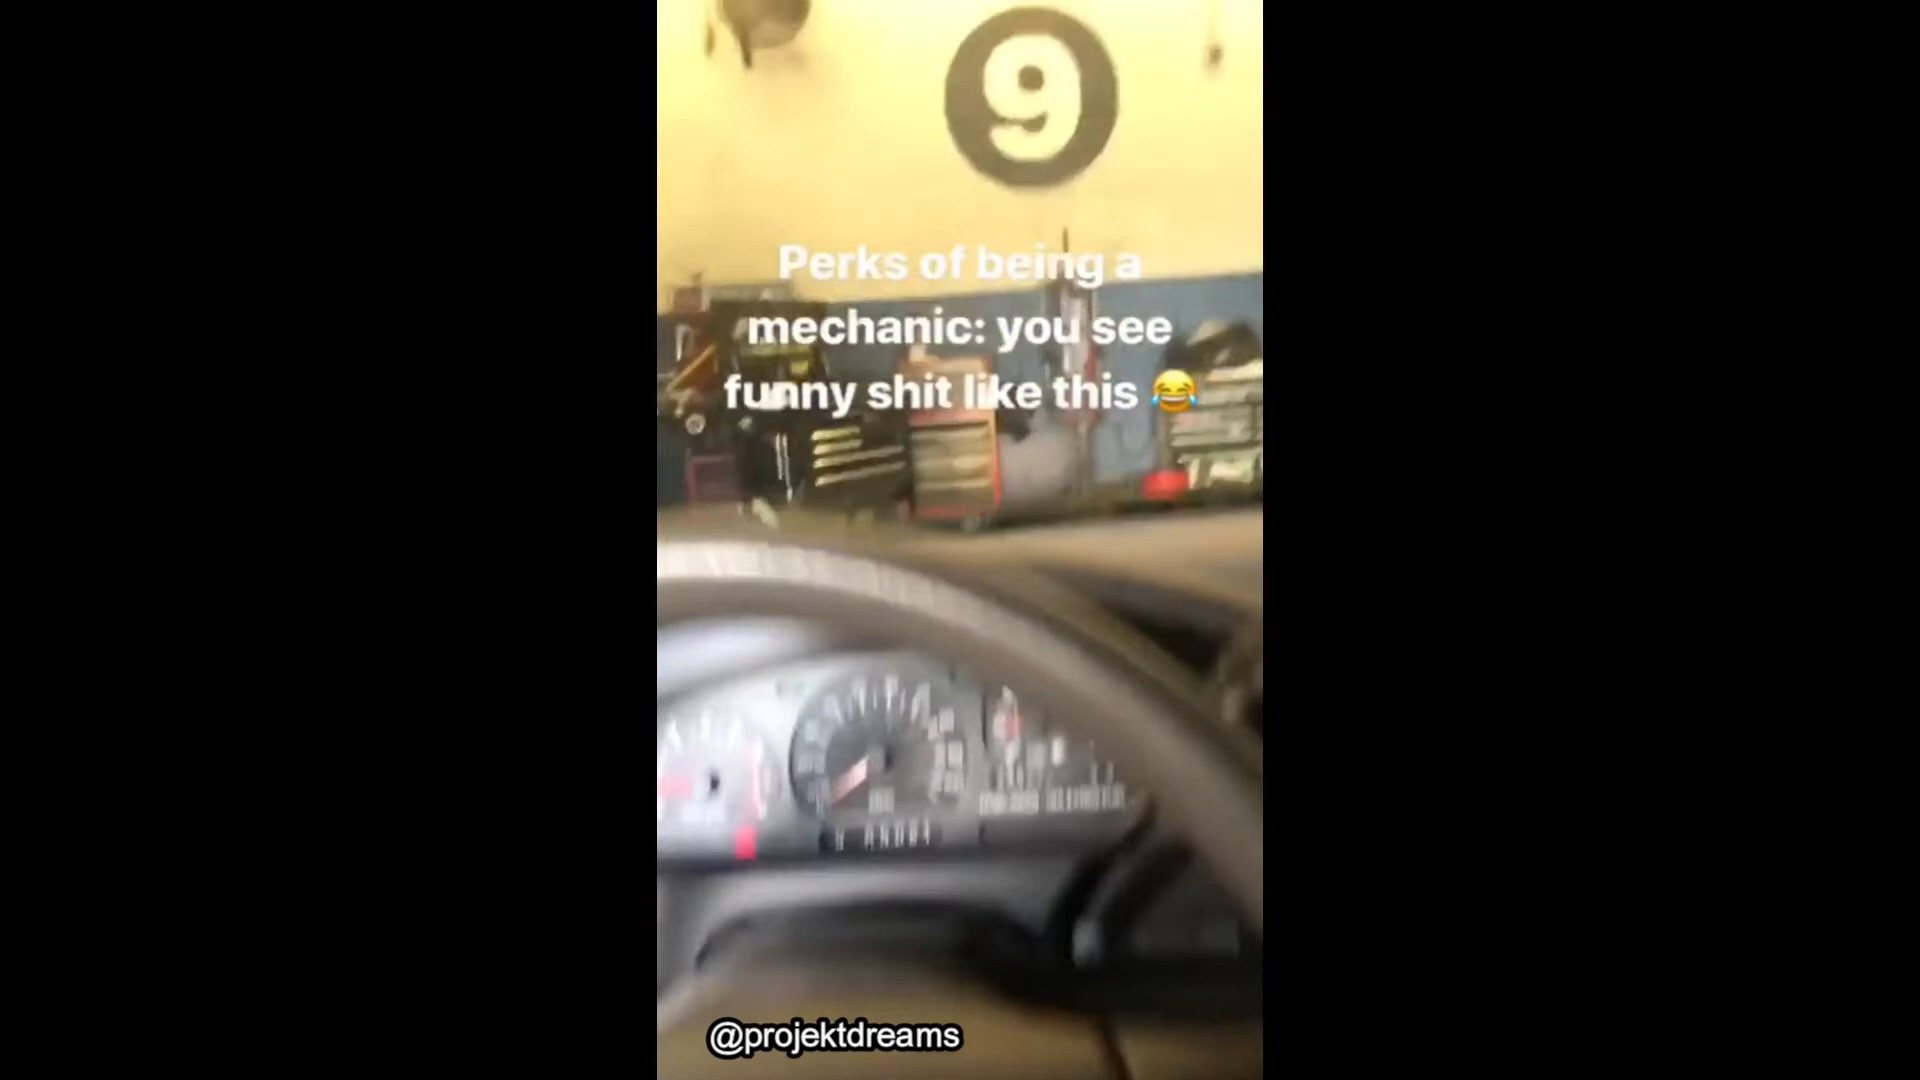 9
Perks of being a
mechanic: you see
funny shit like this 😂
@projektdreams